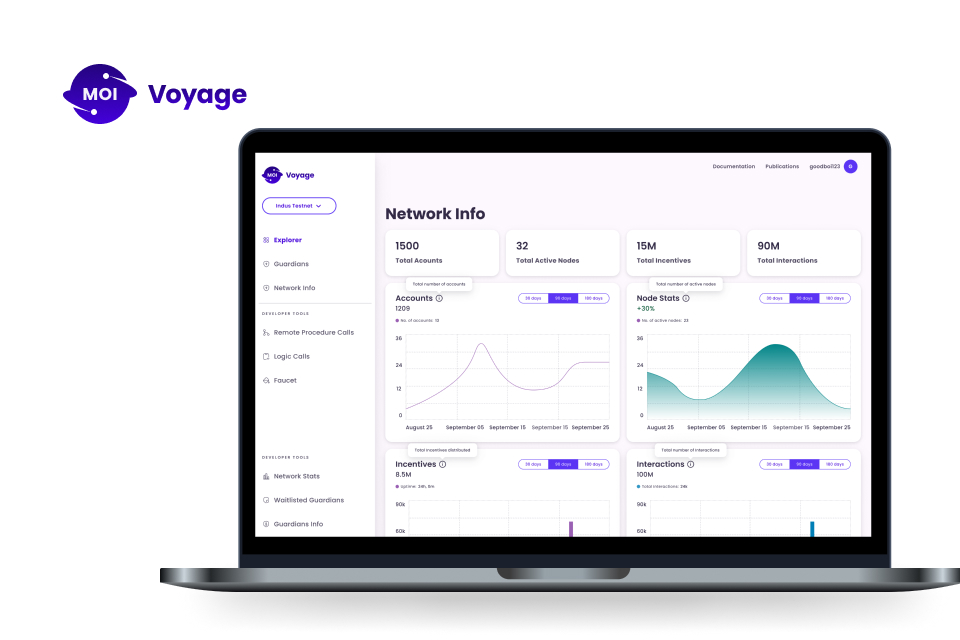 MOI Voyage
MOI Voyage
Documentation Publications goodboi123 G
Indus Testnet
Explorer
Guardians
Network Info
DEVELOPER TOOLS
Remote Procedure Calls
Logic Calls
Faucet
DEVELOPER TOOLS
Network Stats
Waitlisted Guardians
Guardians Info
Network Info
1500
Total Acounts
32
Total Active Nodes
15M
Total Incentives
90M
Total Interactions
Total number of accounts
Accounts
30 days 90 days 180 days
1209
No. of accounts: 13
36
24
12
0
August 25 September 05 September 15 September 15 September 25
Total number of active nodes
Node Stats
30 days 90 days 180 days
+30%
No. of active nodes: 23
36
24
12
0
August 25 September 05 September 15 September 15 September 25
Total incentives distributed
Incentives
30 days 90 days 180 days
8.5M
Uptime: 24h, 5m
90k
60k
Total number of interactions
Interactions
30 days 90 days 180 days
100M
Total interactions: 24k
90k
60k